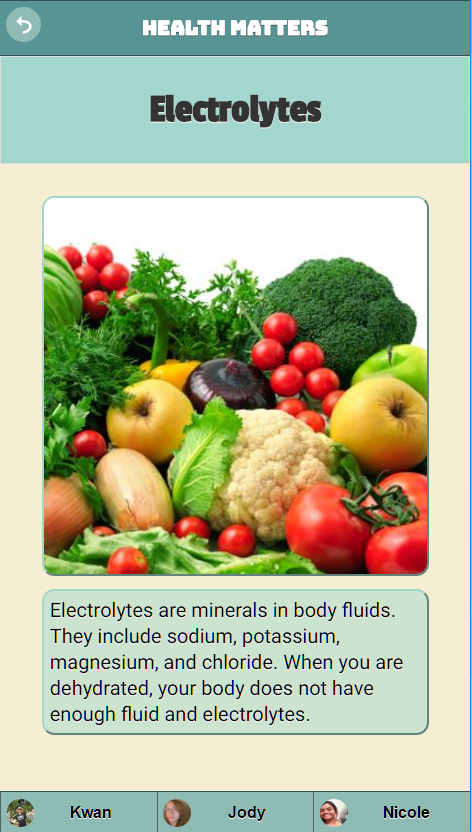 HEALTH MATTERS
Electrolytes
Electrolytes are minerals in body fluids.
They include sodium, potassium,
magnesium, and chloride. When you are
dehydrated, your body does not have
enough fluid and electrolytes.
Kwan Jody Nicole